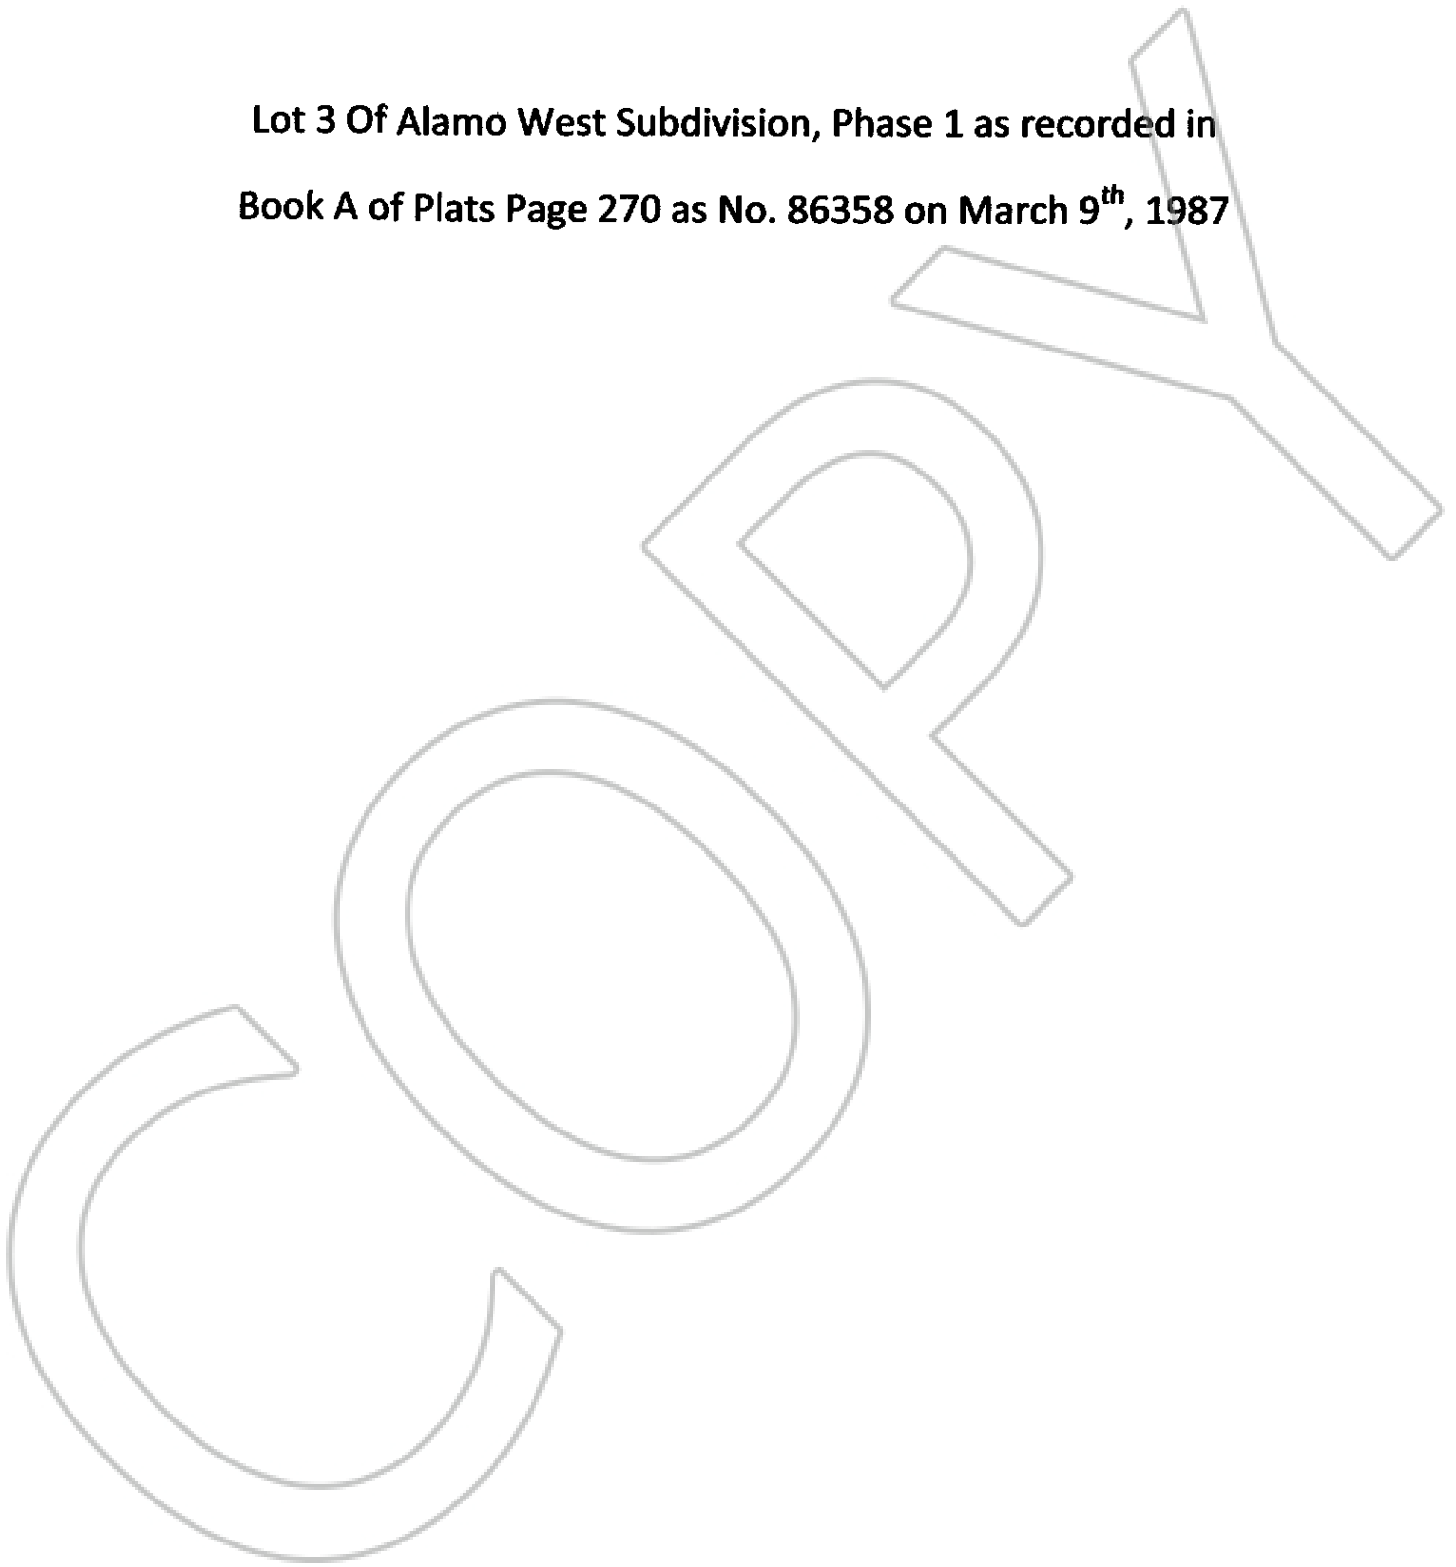 Lot 3 Of Alamo West Subdivision, Phase 1 as recorded in
Book A of Plats Page 270 as No. 86358 on March 9th, 1987
COPY